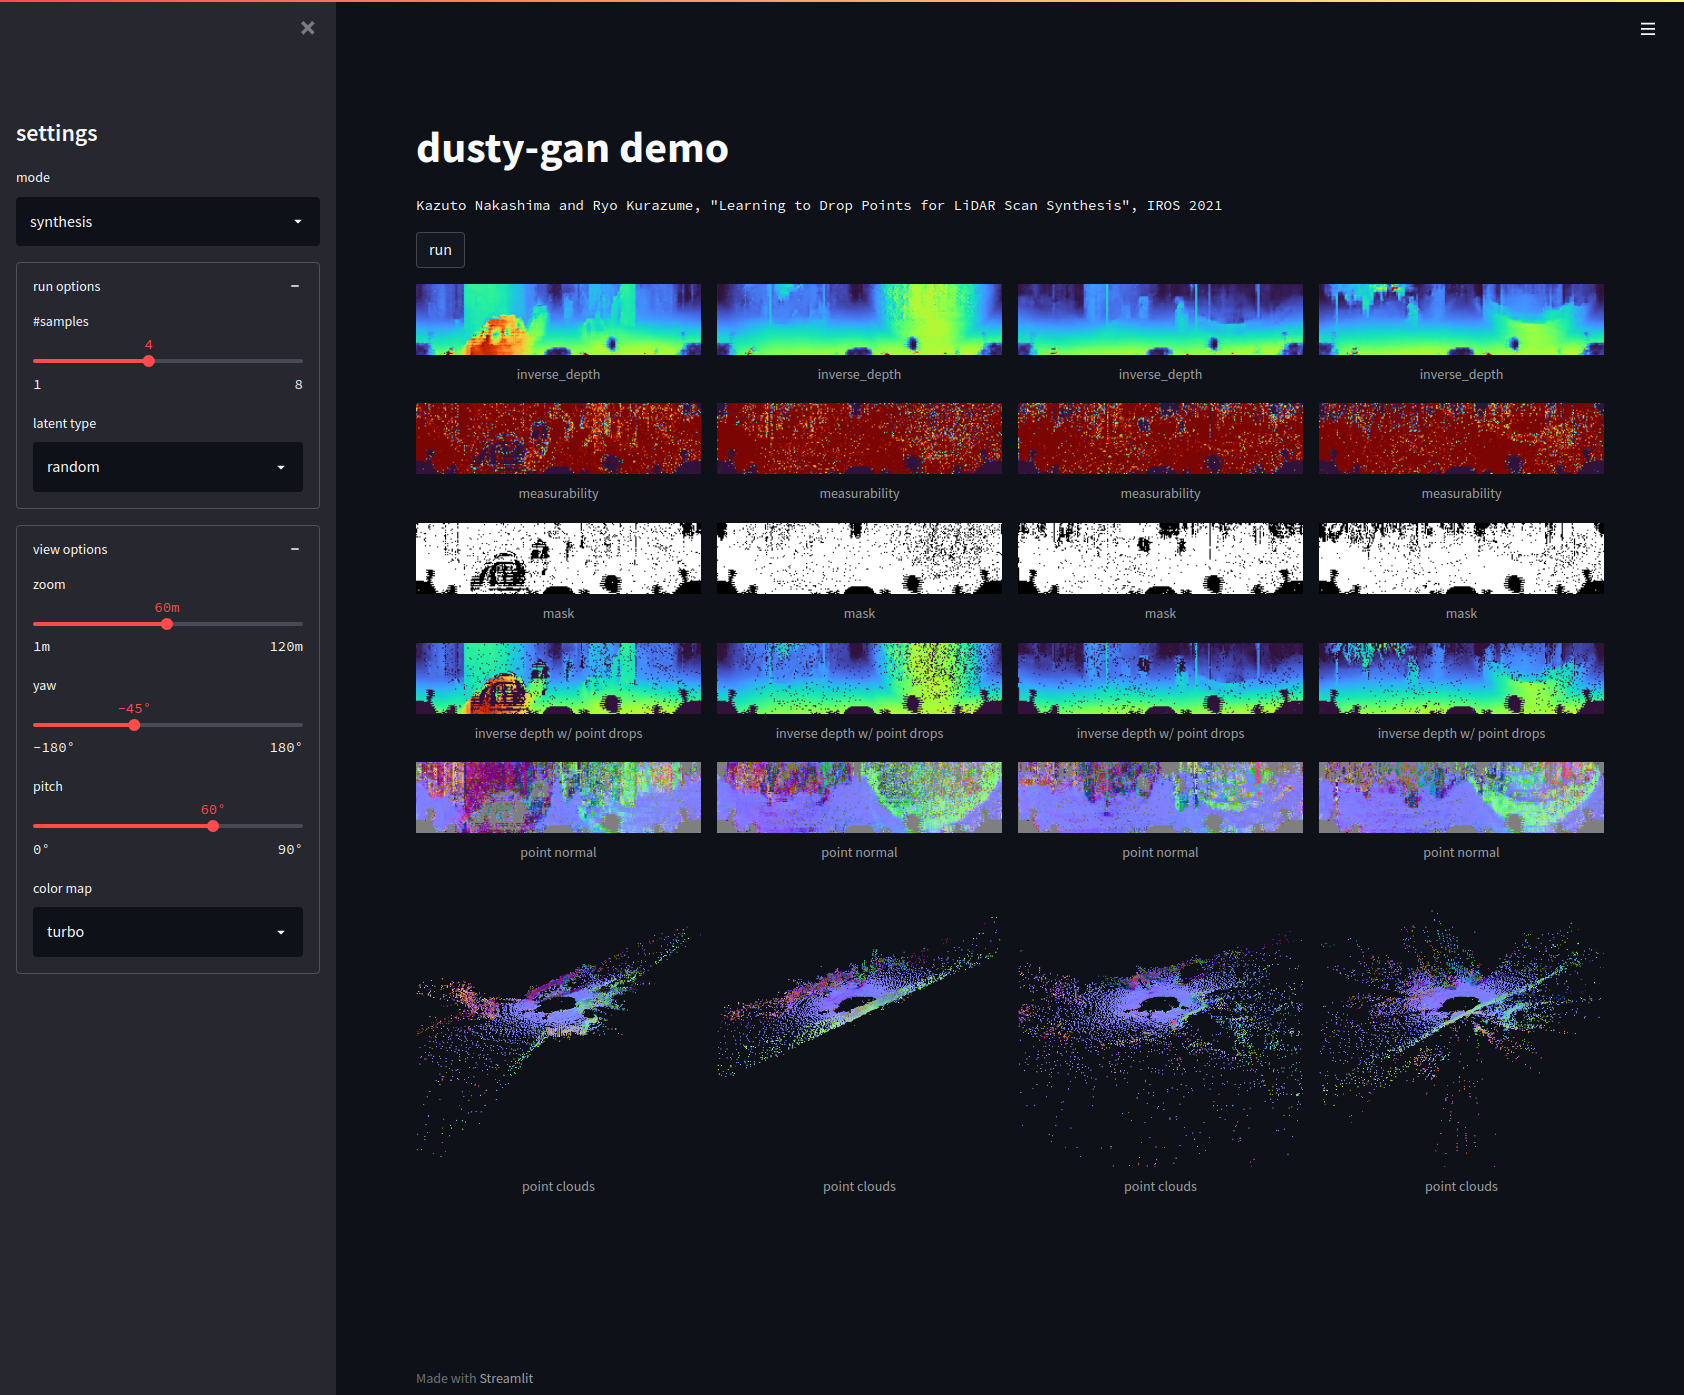 settings
mode
synthesis
run options
#samples
4
1 8
latent type
random
view options
zoom
60m
1m 120m
yaw
-45°
-180° 180°
pitch
60°
0° 90°
color map
turbo
dusty-gan demo
Kazuto Nakashima and Ryo Kurazume, "Learning to Drop Points for LiDAR Scan Synthesis", IROS 2021
run
inverse_depth inverse_depth inverse_depth inverse_depth
measurability measurability measurability measurability
mask mask mask mask
inverse depth w/ point drops inverse depth w/ point drops inverse depth w/ point drops inverse depth w/ point drops
point normal point normal point normal point normal
point clouds point clouds point clouds point clouds
Made with Streamlit